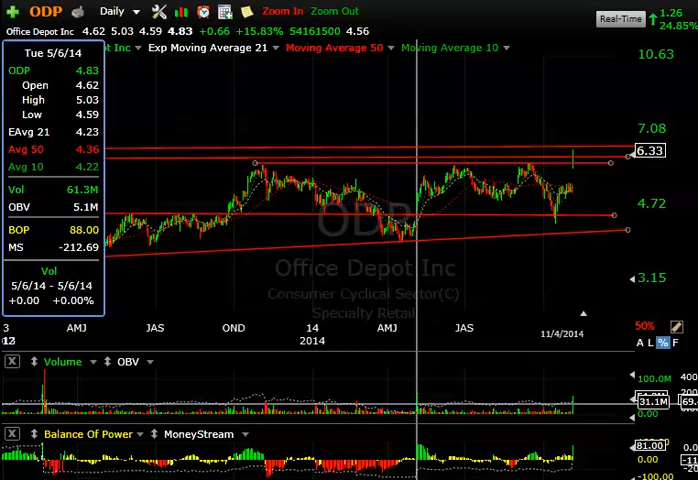 ODP Daily Zoom In Zoom Out Real-Time 1.26
24.85%
Office Depot Inc 4.62 5.03 4.59 4.83 +0.66 +15.83% 54161500 4.56
pot Inc Exp Moving Average 21 Moving Average 50 Moving Average 10
Tue 5/6/14
ODP 4.83
Open 4.62
High 5.03
Low 4.59
EAvg 21 4.23
Avg 50 4.36
Avg 10 4.22
Vol 61.3M
OBV 5.1M
BOP 88.00
MS -212.69
Vol
5/6/14 - 5/6/14
+0.00 +0.00%
10.63
7.08
6.33
4.72
3.15
ODP
Office Depot Inc
Consumer Cyclical Sector(C)
Specialty Retail
50%
3 AMJ JAS OND 14 AMJ JAS
2014 11/4/2014 A L % F
X Volume OBV
100.0M 400
31.1M
0.00
X Balance Of Power MoneyStream
81.00
0.00
-100.00